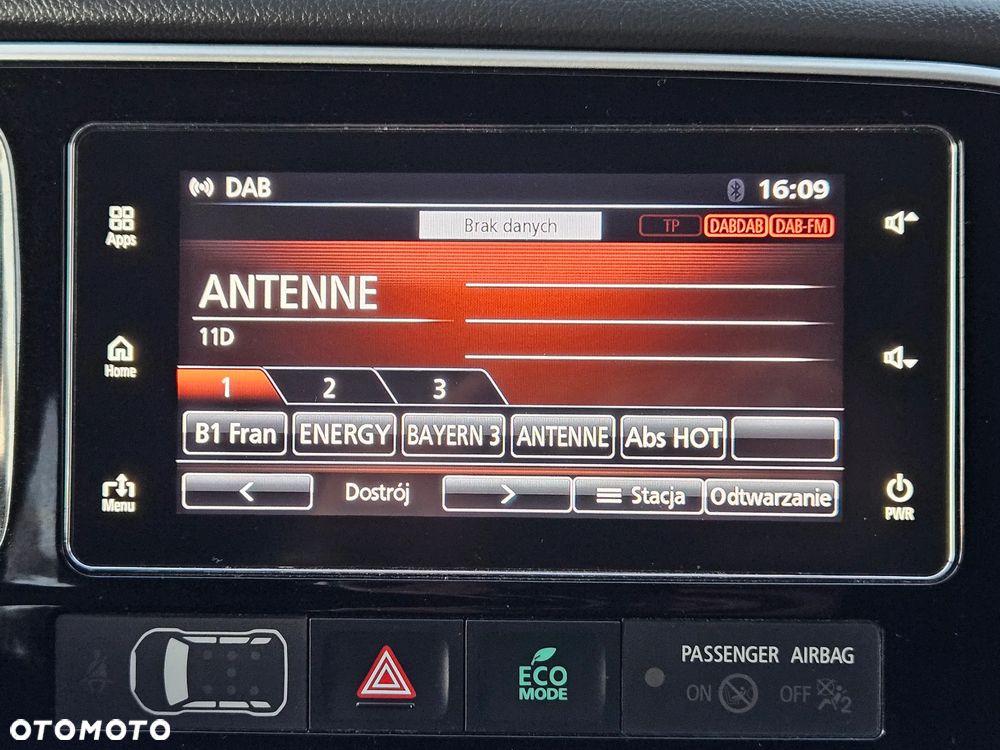 DAB 16:09
Brak danych TP DABDAB DAB-FM
Apps
ANTENNE
11D
Home
1 2 3
B1 Fran ENERGY BAYERN 3 ANTENNE Abs HOT
< Dostrój > Stacja Odtwarzanie
Menu PWR
PASSENGER AIRBAG
ECO
MODE
ON OFF 2
OTOMOTO